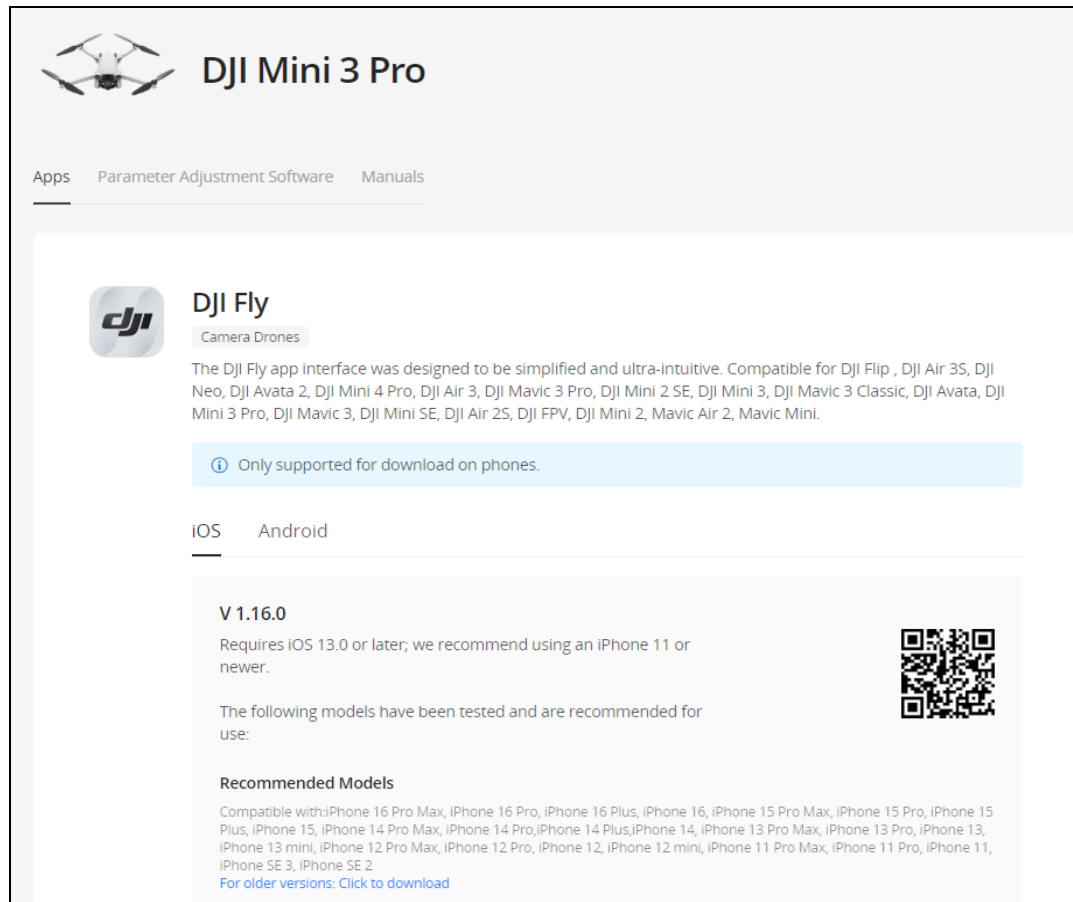 DJI Mini 3 Pro
Apps Parameter Adjustment Software Manuals
dji
DJI Fly
Camera Drones
The DJI Fly app interface was designed to be simplified and ultra-intuitive. Compatible for DJI Flip , DJI Air 3S, DJI
Neo, DJI Avata 2, DJI Mini 4 Pro, DJI Air 3, DJI Mavic 3 Pro, DJI Mini 2 SE, DJI Mini 3, DJI Mavic 3 Classic, DJI Avata, DJI
Mini 3 Pro, DJI Mavic 3, DJI Mini SE, DJI Air 2S, DJI FPV, DJI Mini 2, Mavic Air 2, Mavic Mini.
Only supported for download on phones.
iOS Android
V 1.16.0
Requires iOS 13.0 or later; we recommend using an iPhone 11 or
newer.
The following models have been tested and are recommended for
use:
Recommended Models
Compatible with:iPhone 16 Pro Max, iPhone 16 Pro, iPhone 16 Plus, iPhone 16, iPhone 15 Pro Max, iPhone 15 Pro, iPhone 15
Plus, iPhone 15, iPhone 14 Pro Max, iPhone 14 Pro,iPhone 14 Plus,iPhone 14, iPhone 13 Pro Max, iPhone 13 Pro, iPhone 13,
iPhone 13 mini, iPhone 12 Pro Max, iPhone 12 Pro, iPhone 12, iPhone 12 mini, iPhone 11 Pro Max, iPhone 11 Pro, iPhone 11,
iPhone SE 3, iPhone SE 2
For older versions: Click to download